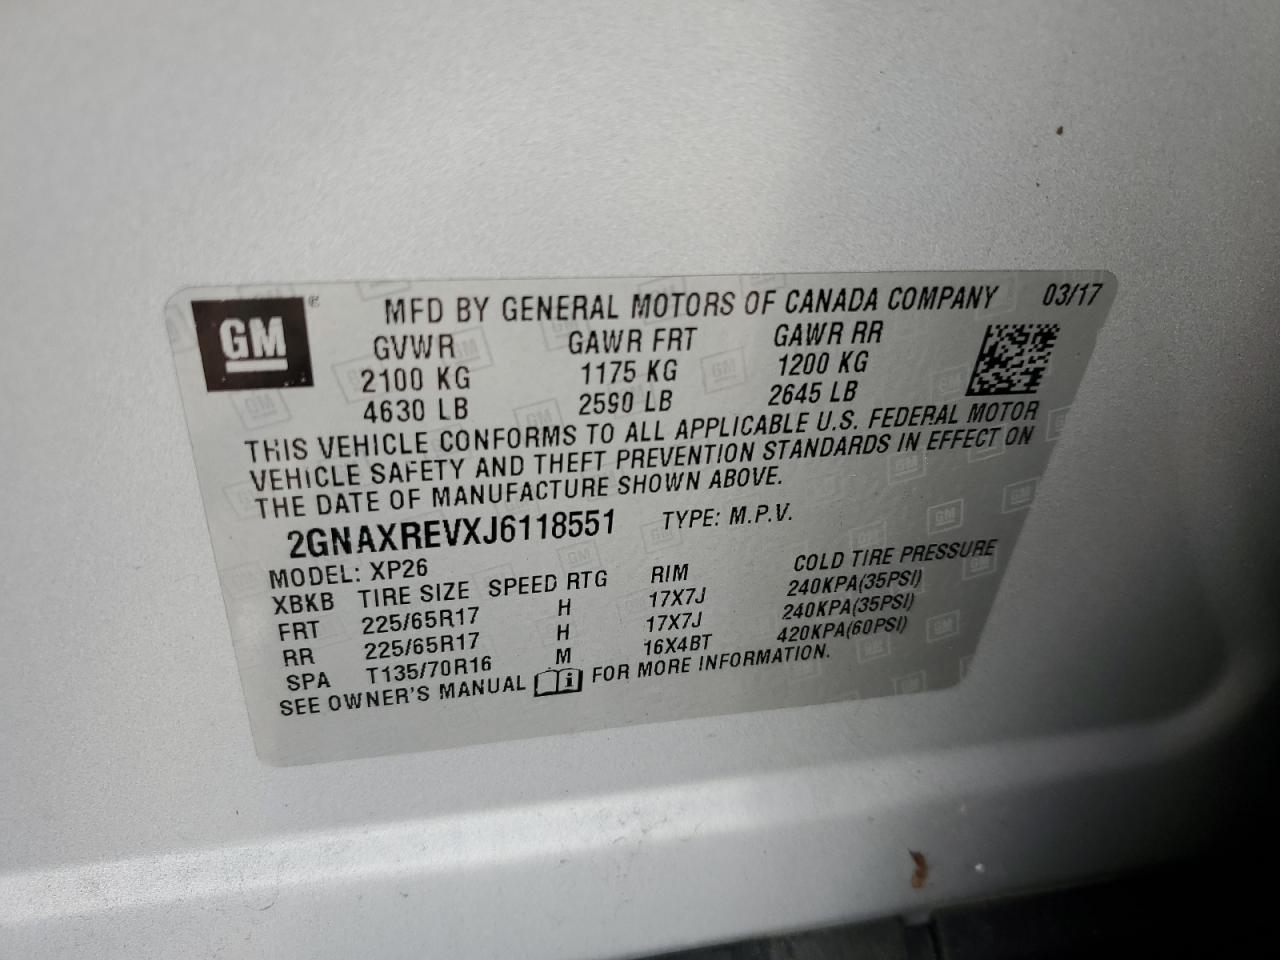 GM ® MFD BY GENERAL MOTORS OF CANADA COMPANY 03/17
GVWR GAWR FRT GAWR RR
2100 KG 1175 KG 1200 KG
4630 LB 2590 LB 2645 LB
THIS VEHICLE CONFORMS TO ALL APPLICABLE U.S. FEDERAL MOTOR
VEHICLE SAFETY AND THEFT PREVENTION STANDARDS IN EFFECT ON
THE DATE OF MANUFACTURE SHOWN ABOVE.
2GNAXREVXJ6118551 TYPE: M.P.V.
MODEL: XP26
XBKB TIRE SIZE SPEED RTG RIM COLD TIRE PRESSURE
FRT 225/65R17 H 17X7J 240KPA(35PSI)
RR 225/65R17 H 17X7J 240KPA(35PSI)
SPA T135/70R16 M 16X4BT 420KPA(60PSI)
SEE OWNER'S MANUAL i FOR MORE INFORMATION.